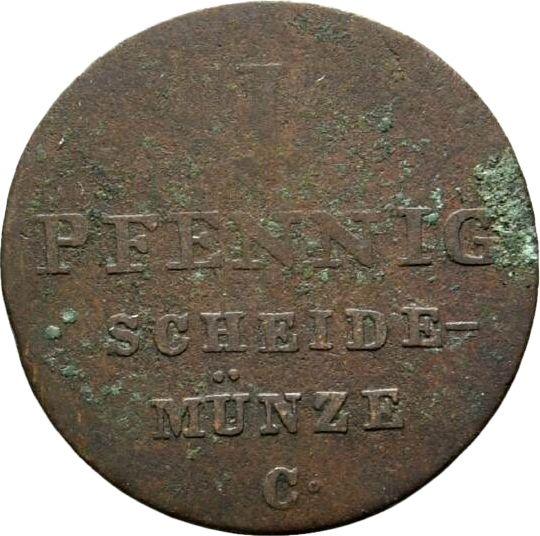 I
PFENNIG
SCHEIDE-
MÜNZE
C.